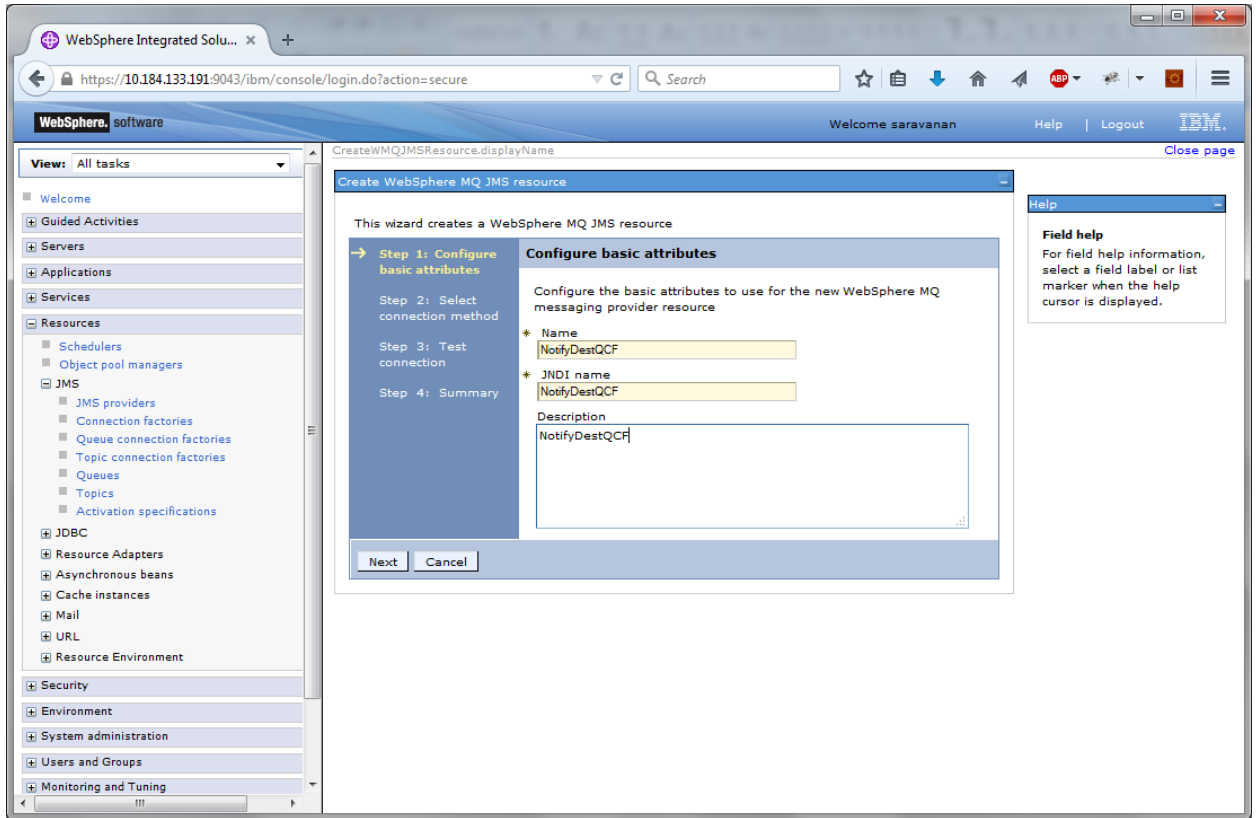 WebSphere Integrated Solu...
https://10.184.133.191:9043/ibm/console/login.do?action=secure
Search
ABP
WebSphere. software
Welcome saravanan
Help | Logout
IBM.
View: All tasks
Welcome
Guided Activities
Servers
Applications
Services
Resources
Schedulers
Object pool managers
JMS
JMS providers
Connection factories
Queue connection factories
Topic connection factories
Queues
Topics
Activation specifications
JDBC
Resource Adapters
Asynchronous beans
Cache instances
Mail
URL
Resource Environment
Security
Environment
System administration
Users and Groups
Monitoring and Tuning
CreateWMQJMSResource.displayName
Close page
Create WebSphere MQ JMS resource
This wizard creates a WebSphere MQ JMS resource
Step 1: Configure
basic attributes
Step 2: Select
connection method
Step 3: Test
connection
Step 4: Summary
Configure basic attributes
Configure the basic attributes to use for the new WebSphere MQ
messaging provider resource
* Name
NotifyDestQCF
* JNDI name
NotifyDestQCF
Description
NotifyDestQCF
Next Cancel
Help
Field help
For field help information,
select a field label or list
marker when the help
cursor is displayed.